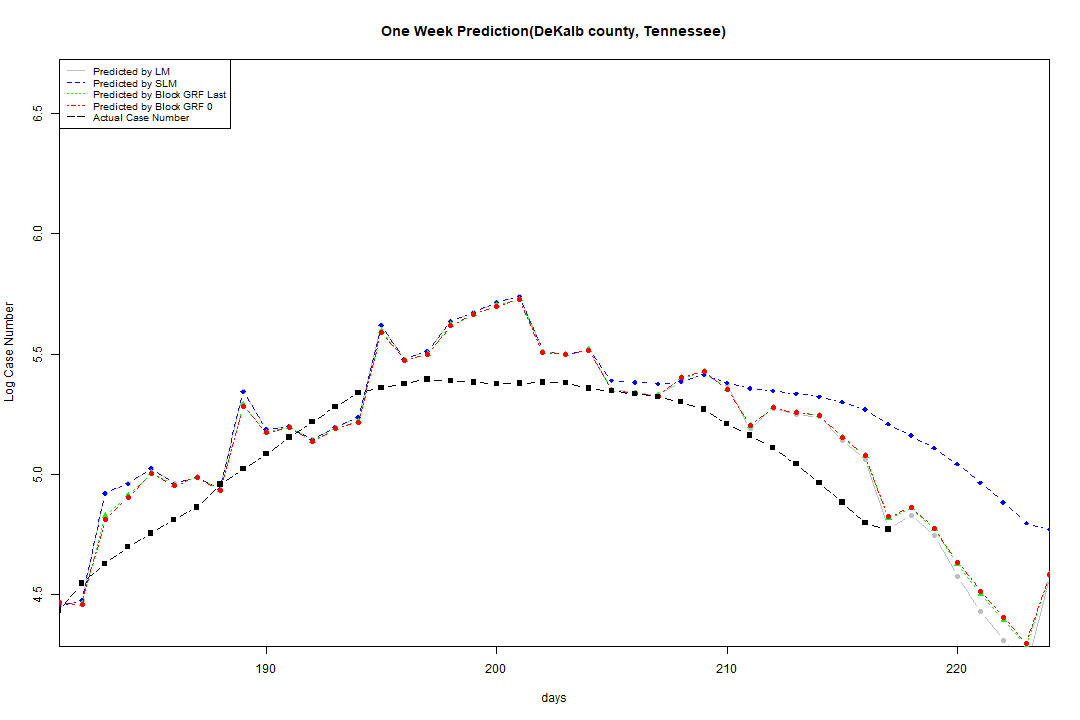 One Week Prediction(DeKalb county, Tennessee)
Predicted by LM
Predicted by SLM
Predicted by Block GRF Last
Predicted by Block GRF 0
Actual Case Number
6.5
6.0
5.5
5.0
4.5
Log Case Number
190 200 210 220
days